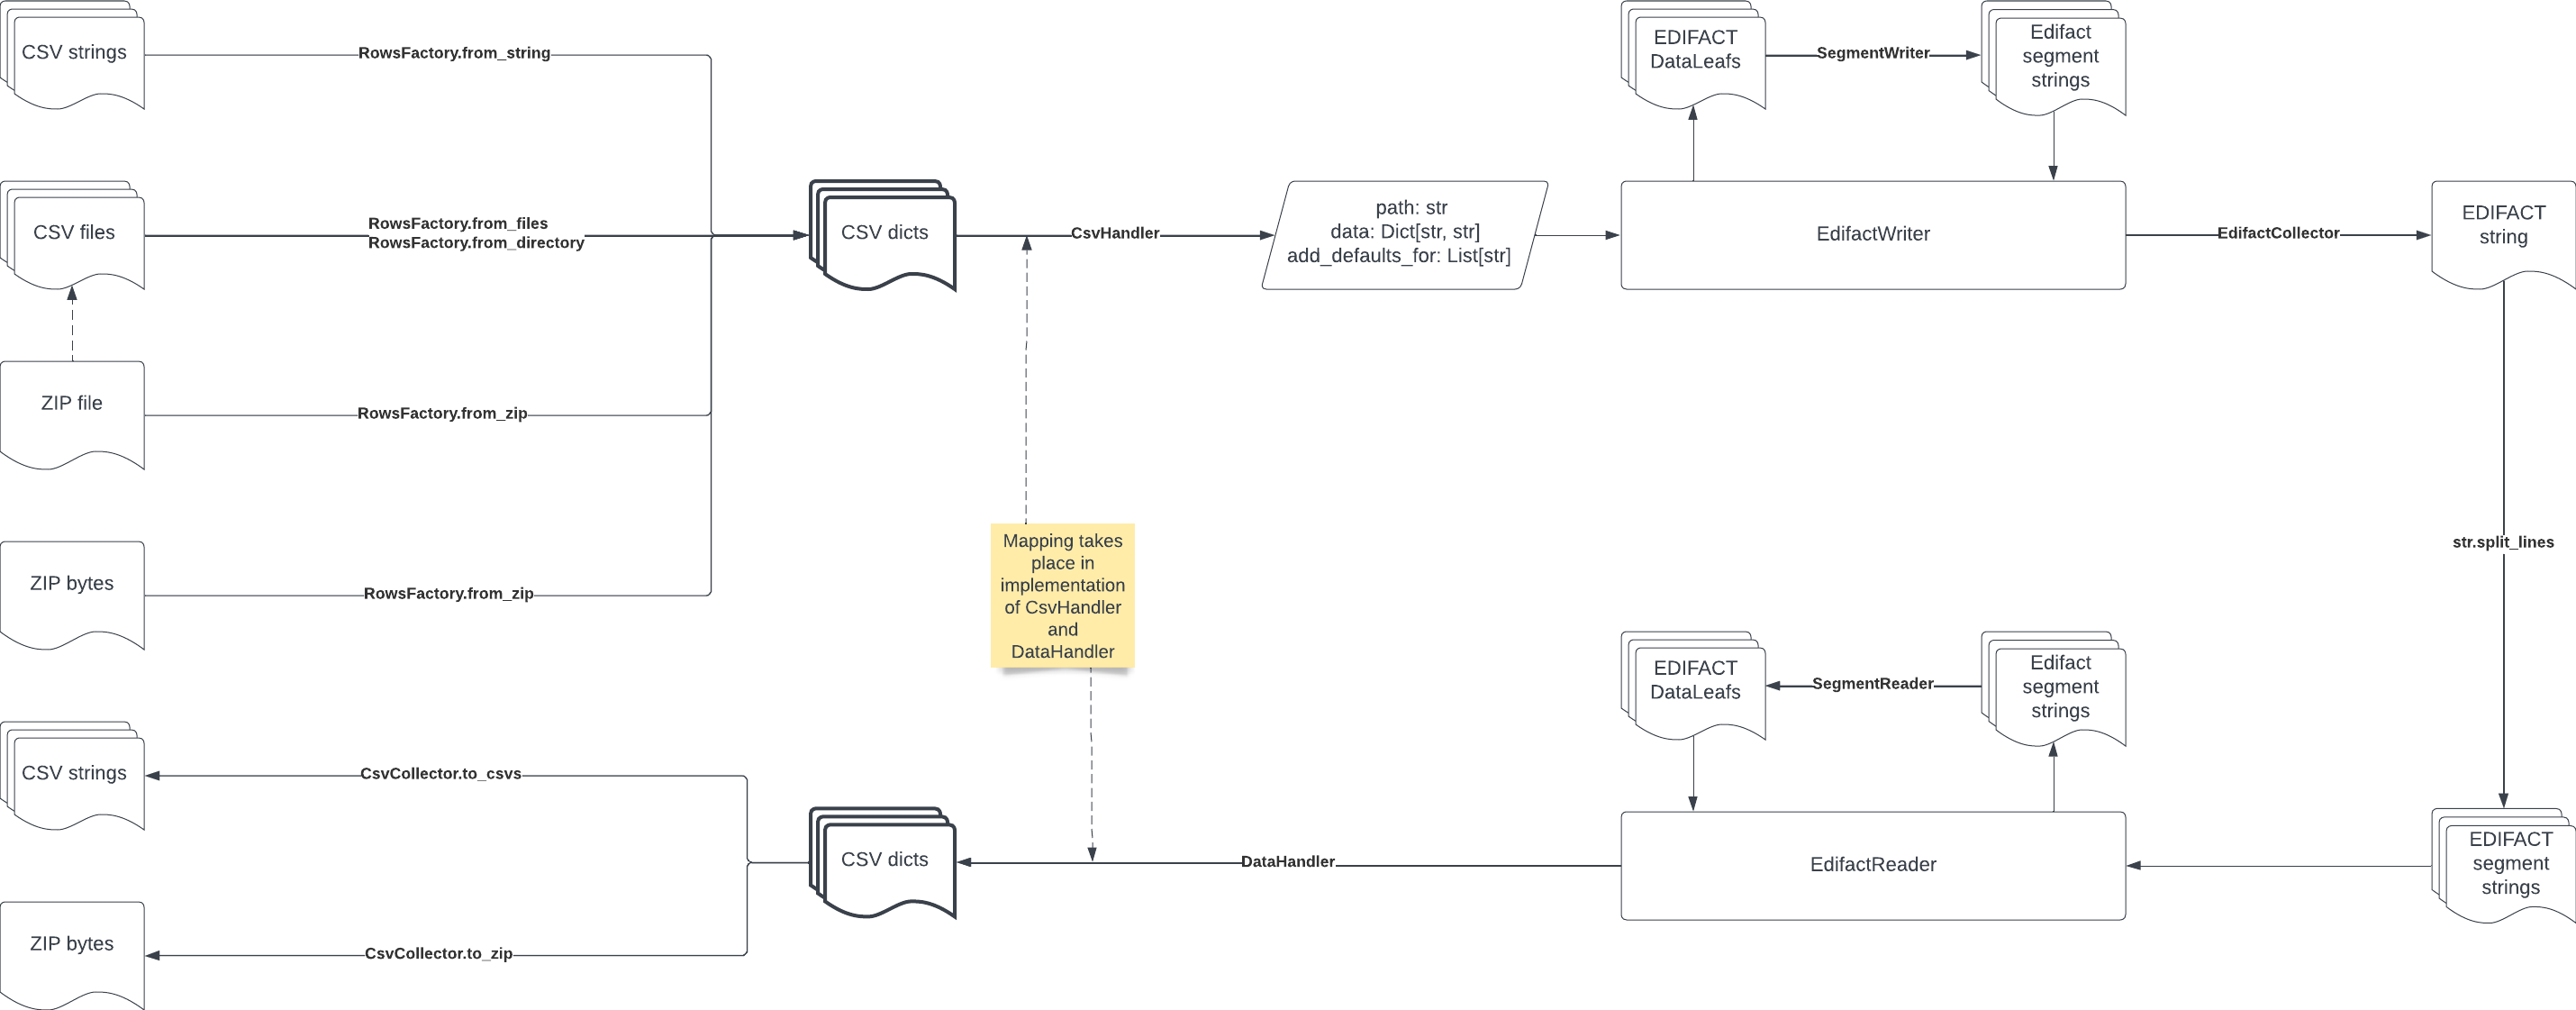 CSV strings
RowsFactory.from_string
EDIFACT
DataLeafs
SegmentWriter
Edifact
segment
strings
CSV files
RowsFactory.from_files
RowsFactory.from_directory
CSV dicts
CsvHandler
path: str
data: Dict[str, str]
add_defaults_for: List[str]
EdifactWriter
EdifactCollector
EDIFACT
string
ZIP file
RowsFactory.from_zip
Mapping takes
place in
implementation
of CsvHandler
and
DataHandler
str.split_lines
ZIP bytes
RowsFactory.from_zip
EDIFACT
DataLeafs
SegmentReader
Edifact
segment
strings
CSV strings
CsvCollector.to_csvs
CSV dicts
DataHandler
EdifactReader
EDIFACT
segment
strings
ZIP bytes
CsvCollector.to_zip